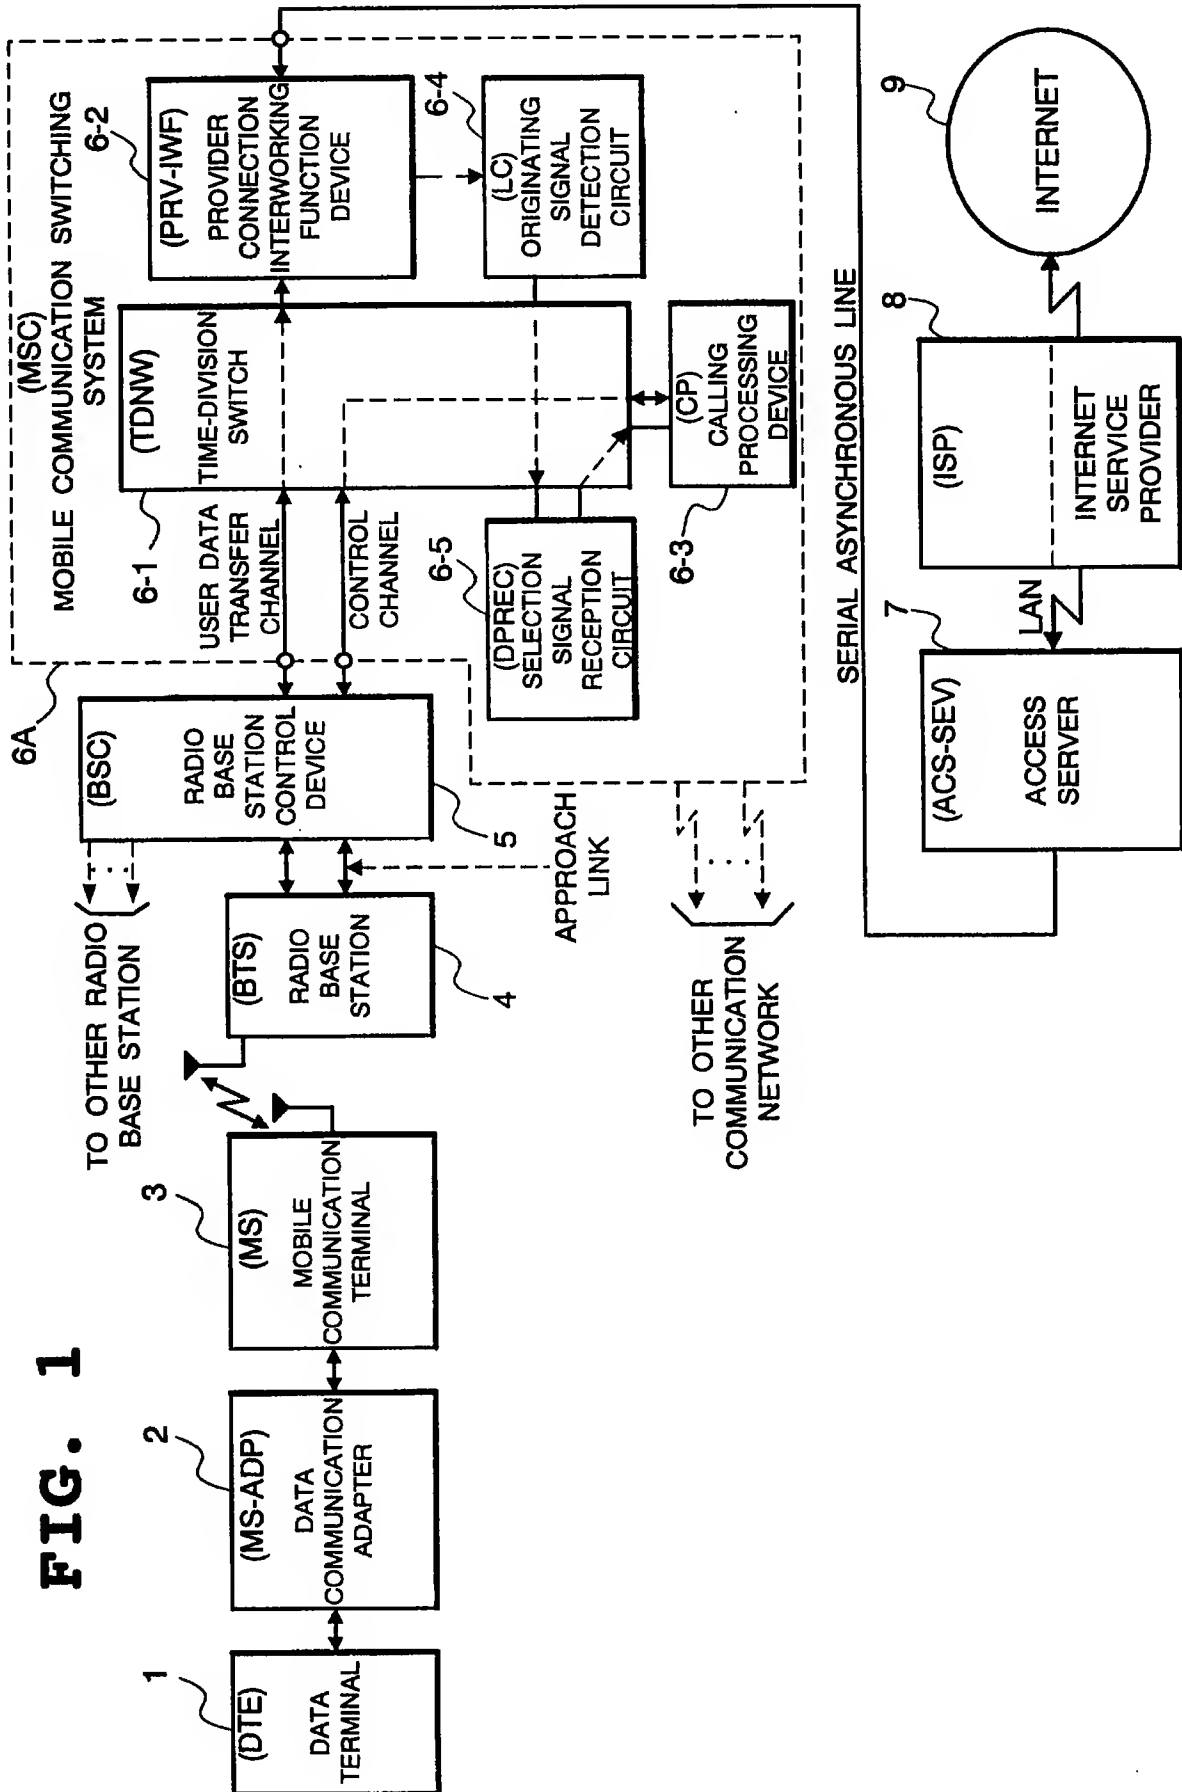 FIG. 1
1
(DTE)
DATA
TERMINAL
2
(MS-ADP)
DATA
COMMUNICATION
ADAPTER
3
(MS)
MOBILE
COMMUNICATION
TERMINAL
TO OTHER RADIO
BASE STATION
(BTS)
RADIO
BASE
STATION
4
APPROACH
LINK
(BSC)
RADIO
BASE
STATION
CONTROL
DEVICE
5
6A
(MSC)
MOBILE COMMUNICATION SWITCHING
SYSTEM
6-1
USER DATA
TRANSFER
CHANNEL
CONTROL
CHANNEL
(TDNW)
TIME-DIVISION
SWITCH
6-2
(PRV-IWF)
PROVIDER
CONNECTION
INTERWORKING
FUNCTION
DEVICE
6-4
(LC)
ORIGINATING
SIGNAL
DETECTION
CIRCUIT
6-5
(DPREC)
SELECTION
SIGNAL
RECEPTION
CIRCUIT
6-3
(CP)
CALLING
PROCESSING
DEVICE
TO OTHER
COMMUNICATION
NETWORK
SERIAL ASYNCHRONOUS LINE
7
(ACS-SEV)
ACCESS
SERVER
LAN
8
(ISP)
INTERNET
SERVICE
PROVIDER
9
INTERNET